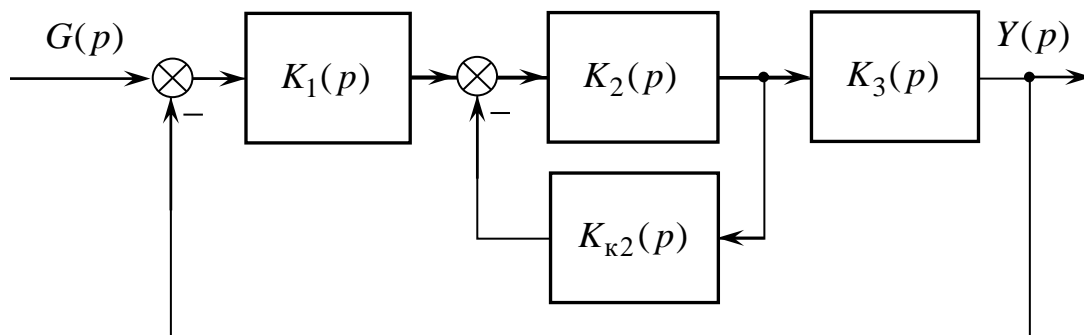 G(p)
K₁(p)
K₂(p)
K₃(p)
Y(p)
–
–
Kк2(p)